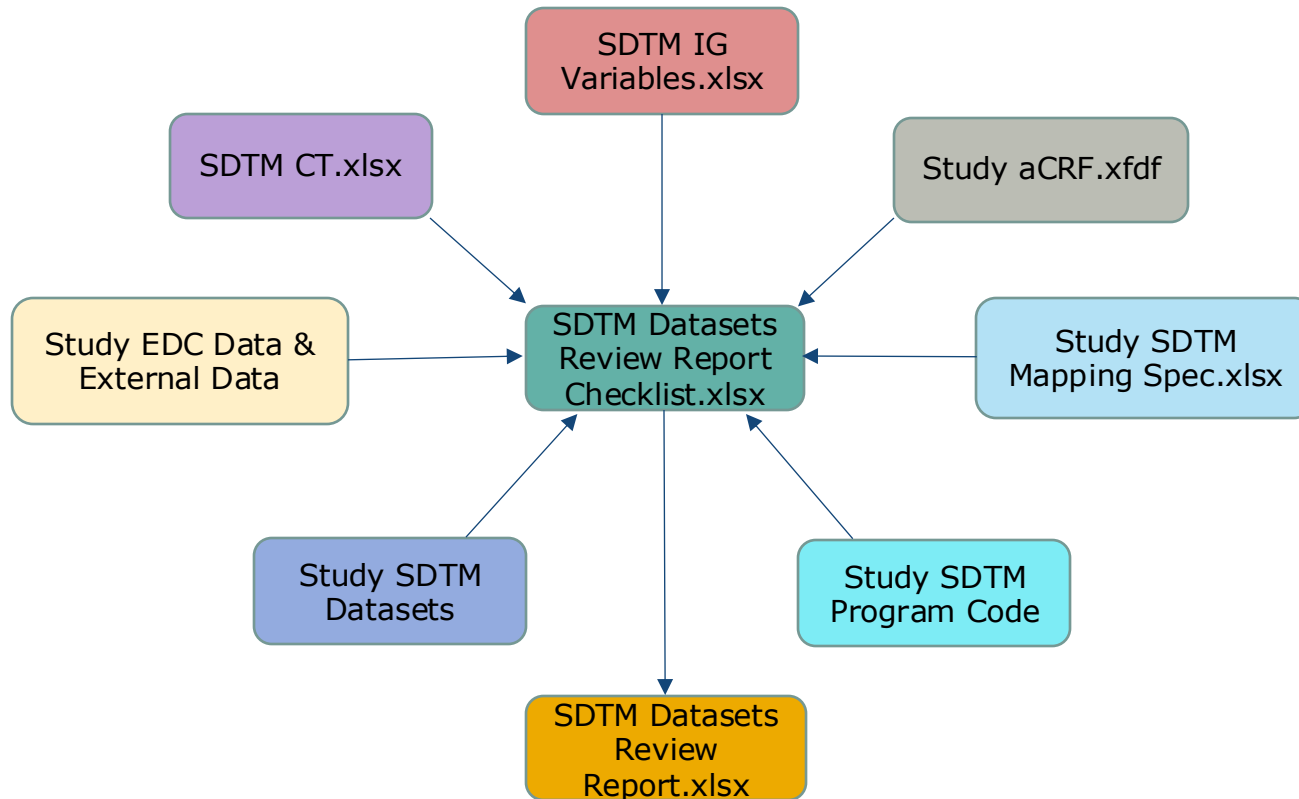 SDTM IG
Variables.xlsx
SDTM CT.xlsx
Study aCRF.xfdf
Study EDC Data &
External Data
SDTM Datasets
Review Report
Checklist.xlsx
Study SDTM
Mapping Spec.xlsx
Study SDTM
Datasets
Study SDTM
Program Code
SDTM Datasets
Review
Report.xlsx